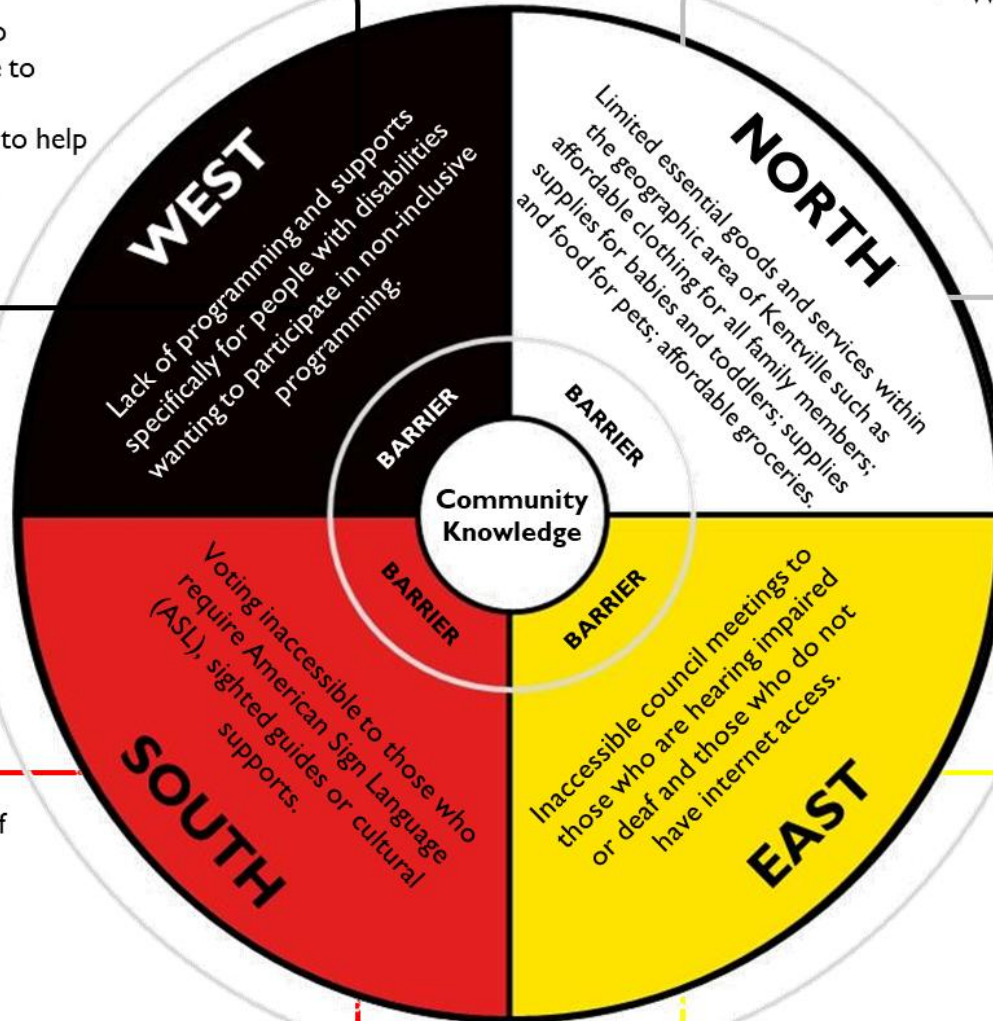 to
to help
WEST
Lack of programming and supports
specifically for people with disabilities
wanting to participate in non-inclusive
programming.
BARRIER
NORTH
Limited essential goods and services within
the geographic area of Kentville such as
affordable clothing for all family members;
supplies for babies and toddlers; supplies
and food for pets; affordable groceries.
BARRIER
Community
Knowledge
SOUTH
Voting inaccessible to those who
require American Sign Language
(ASL), sighted guides or cultural
supports.
BARRIER
EAST
Inaccessible council meetings to
those who are hearing impaired
or deaf and those who do not
have internet access.
BARRIER